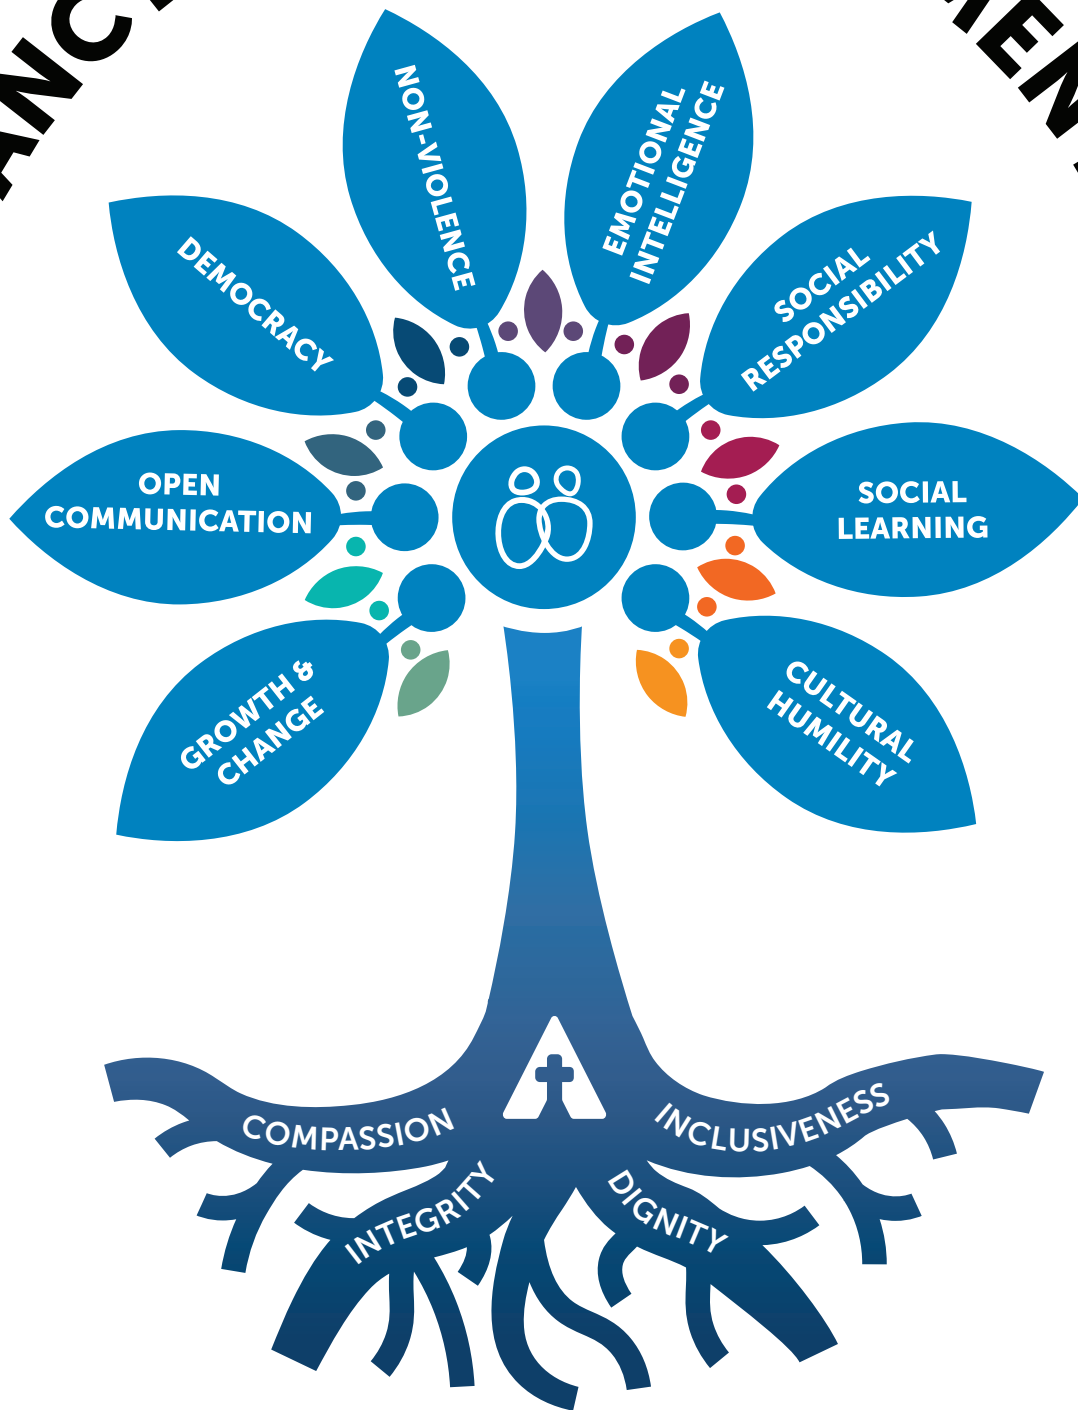 NON-VIOLENCE
EMOTIONAL
INTELLIGENCE
DEMOCRACY
SOCIAL
RESPONSIBILITY
OPEN
COMMUNICATION
SOCIAL
LEARNING
GROWTH &
CHANGE
CULTURAL
HUMILITY
COMPASSION
INCLUSIVENESS
INTEGRITY
DIGNITY